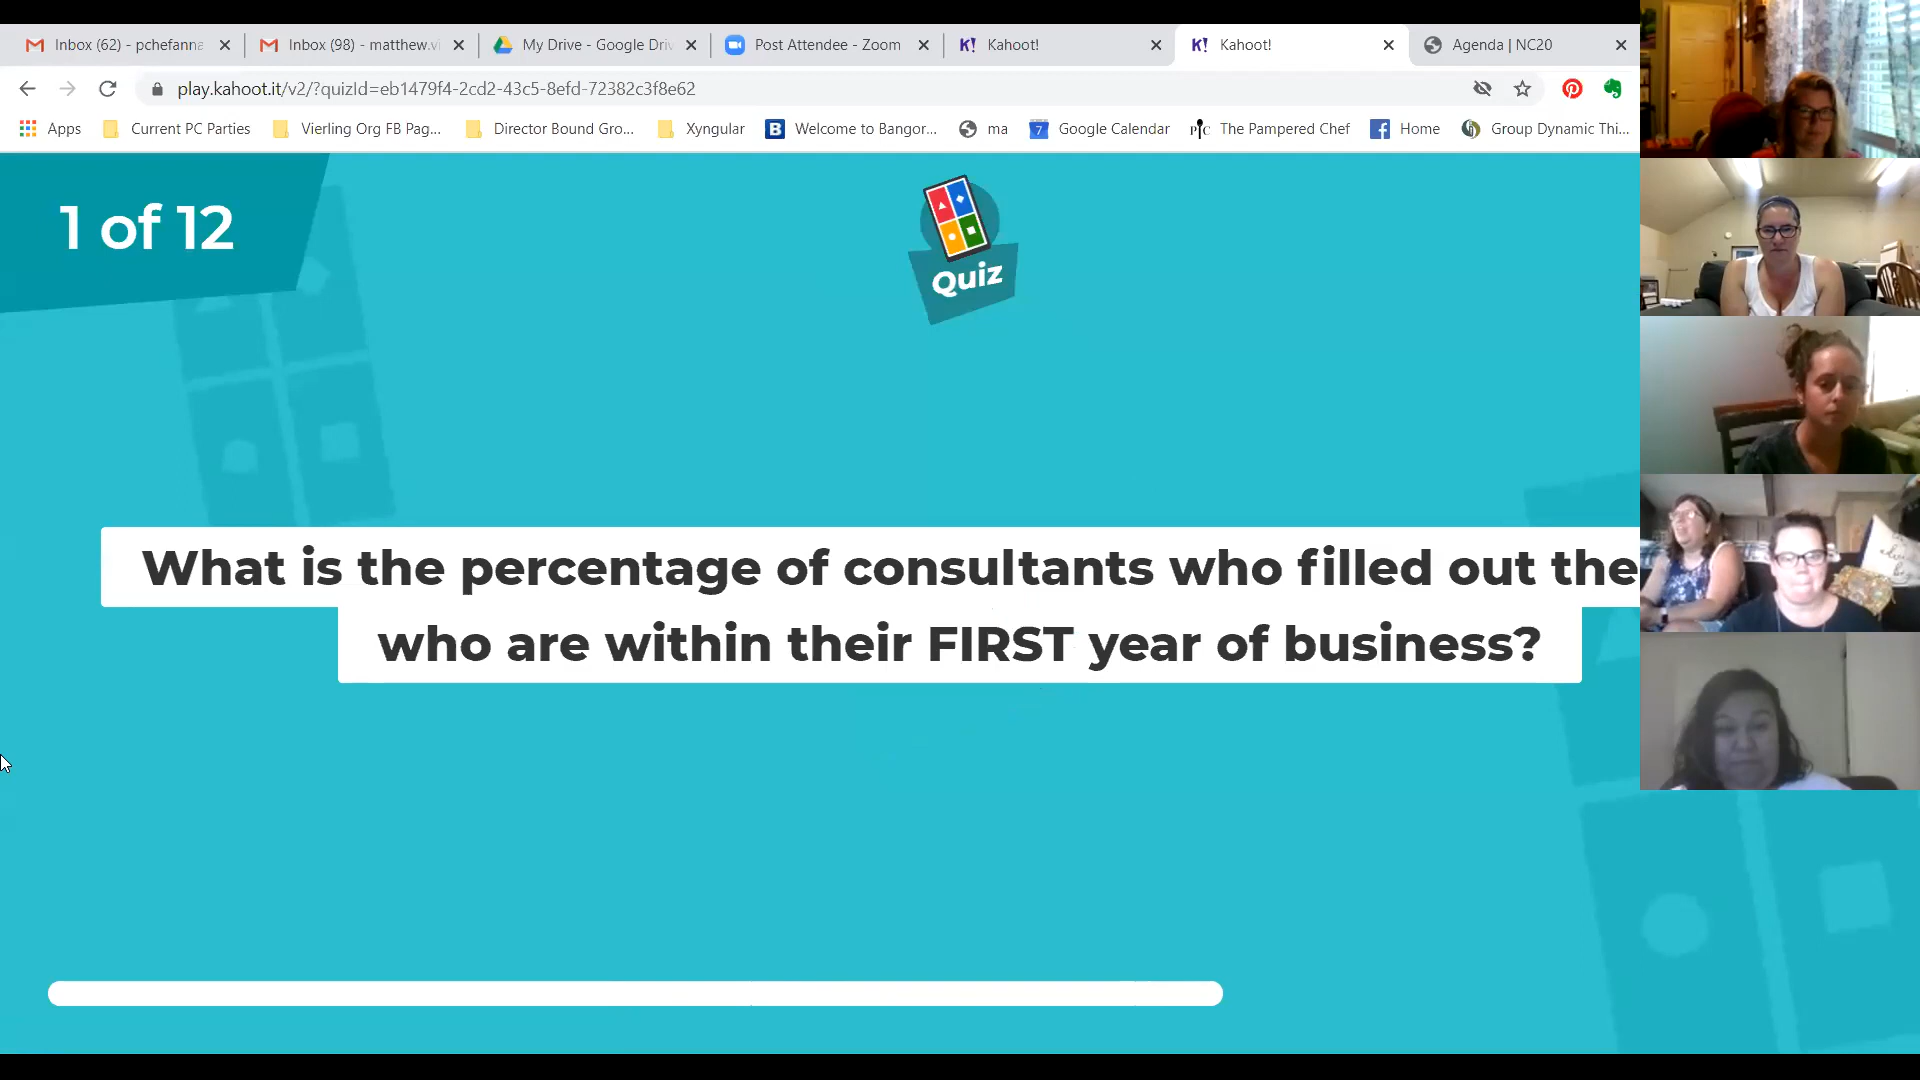 Inbox (62) - pchefanna
Inbox (98) - matthew.vi
My Drive - Google Driv
Post Attendee - Zoom
Kahoot!
Kahoot!
Agenda | NC20
play.kahoot.it/v2/?quizId=eb1479f4-2cd2-43c5-8efd-72382c3f8e62
Apps
Current PC Parties
Vierling Org FB Pag...
Director Bound Gro...
Xyngular
Welcome to Bangor...
ma
Google Calendar
The Pampered Chef
Home
Group Dynamic Thi...
1 of 12
Quiz
What is the percentage of consultants who filled out the
who are within their FIRST year of business?